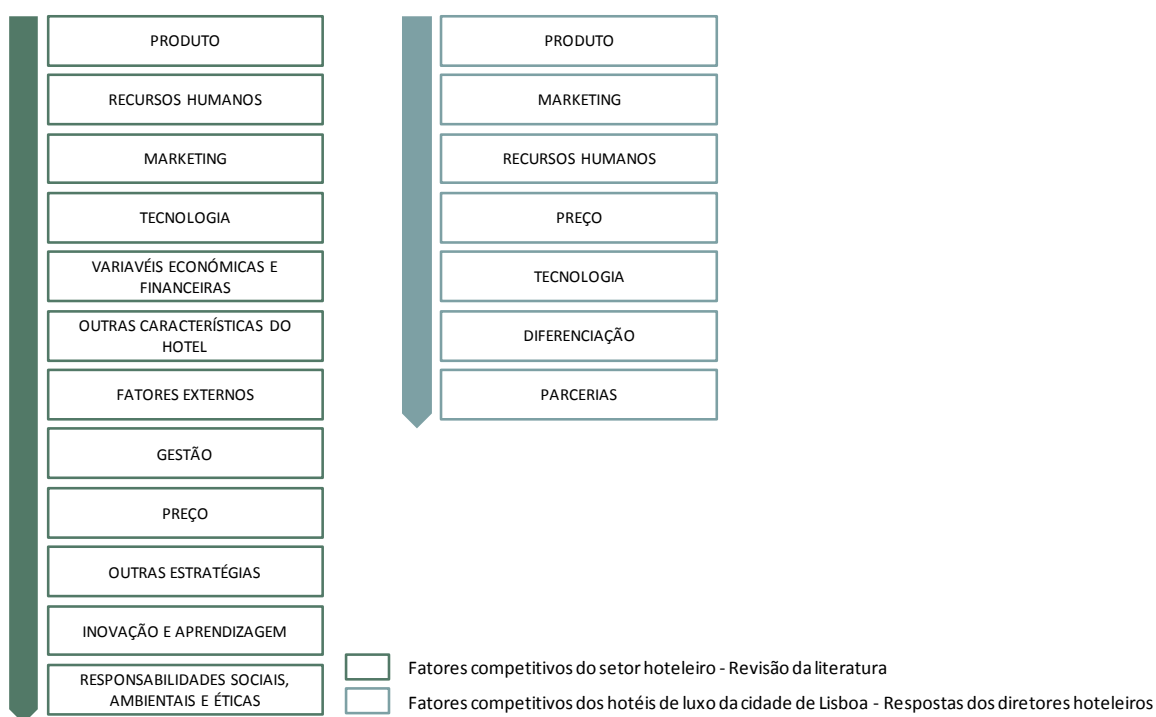 PRODUTO
RECURSOS HUMANOS
MARKETING
TECNOLOGIA
VARIAVÉIS ECONÓMICAS E
FINANCEIRAS
OUTRAS CARACTERÍSTICAS DO
HOTEL
FATORES EXTERNOS
GESTÃO
PREÇO
OUTRAS ESTRATÉGIAS
INOVAÇÃO E APRENDIZAGEM
RESPONSABILIDADES SOCIAIS,
AMBIENTAIS E ÉTICAS
PRODUTO
MARKETING
RECURSOS HUMANOS
PREÇO
TECNOLOGIA
DIFERENCIAÇÃO
PARCERIAS
Fatores competitivos do setor hoteleiro - Revisão da literatura
Fatores competitivos dos hotéis de luxo da cidade de Lisboa - Respostas dos diretores hoteleiros